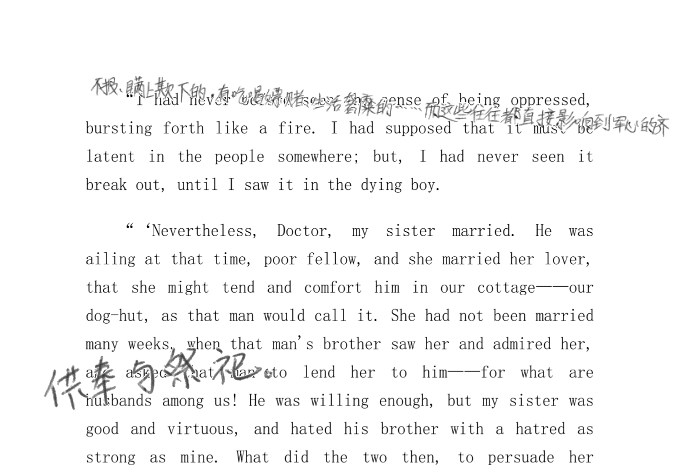 不报、瞒上欺下的，有吃喝嫖赌、生活糜烂的……而这些往往都直接影响到军心的齐
“I had never before seen the sense of being oppressed,
bursting forth like a fire. I had supposed that it must be
latent in the people somewhere; but, I had never seen it
break out, until I saw it in the dying boy.
“ ‘Nevertheless, Doctor, my sister married. He was
ailing at that time, poor fellow, and she married her lover,
that she might tend and comfort him in our cottage——our
dog-hut, as that man would call it. She had not been married
many weeks, when that man's brother saw her and admired her,
and asked that man to lend her to him——for what are
供奉与祭祀。
husbands among us! He was willing enough, but my sister was
good and virtuous, and hated his brother with a hatred as
strong as mine. What did the two then, to persuade her